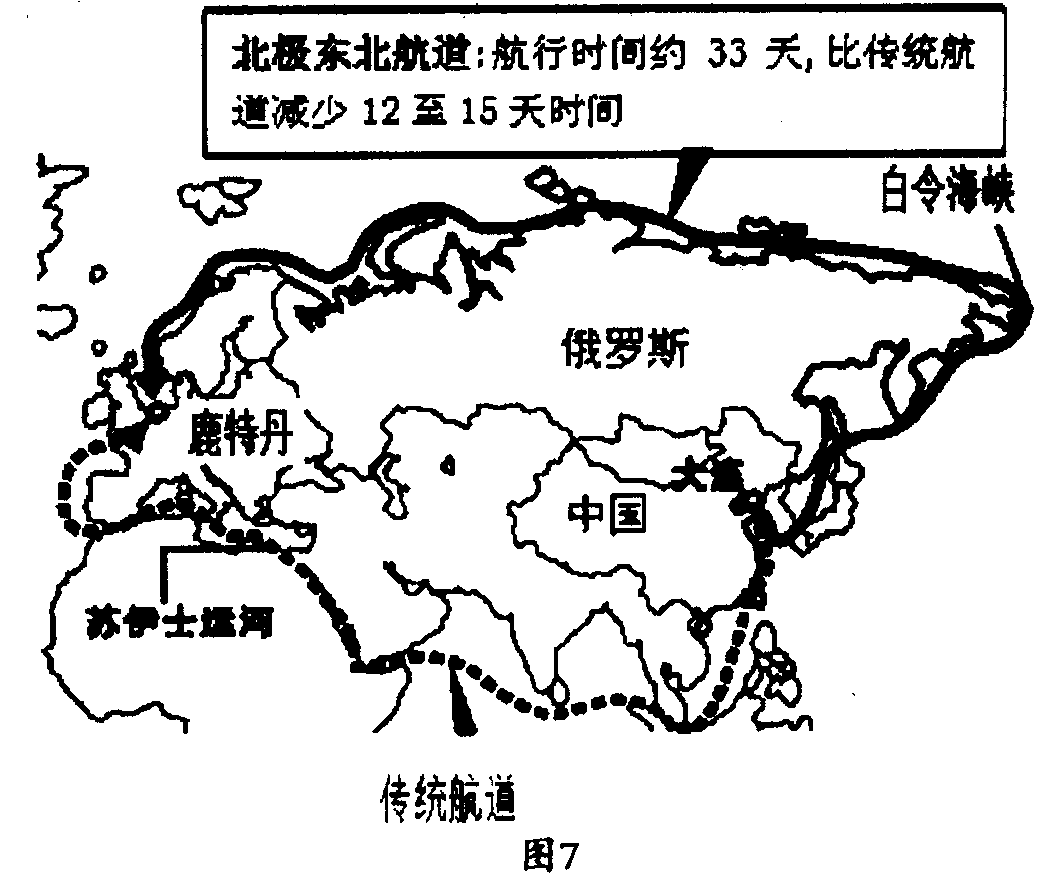 北极东北航道:航行时间约 33 天,比传统航
道减少 12 至 15 天时间
白令海峡
俄罗斯
鹿特丹
大连
中国
苏伊士运河
传统航道
图7